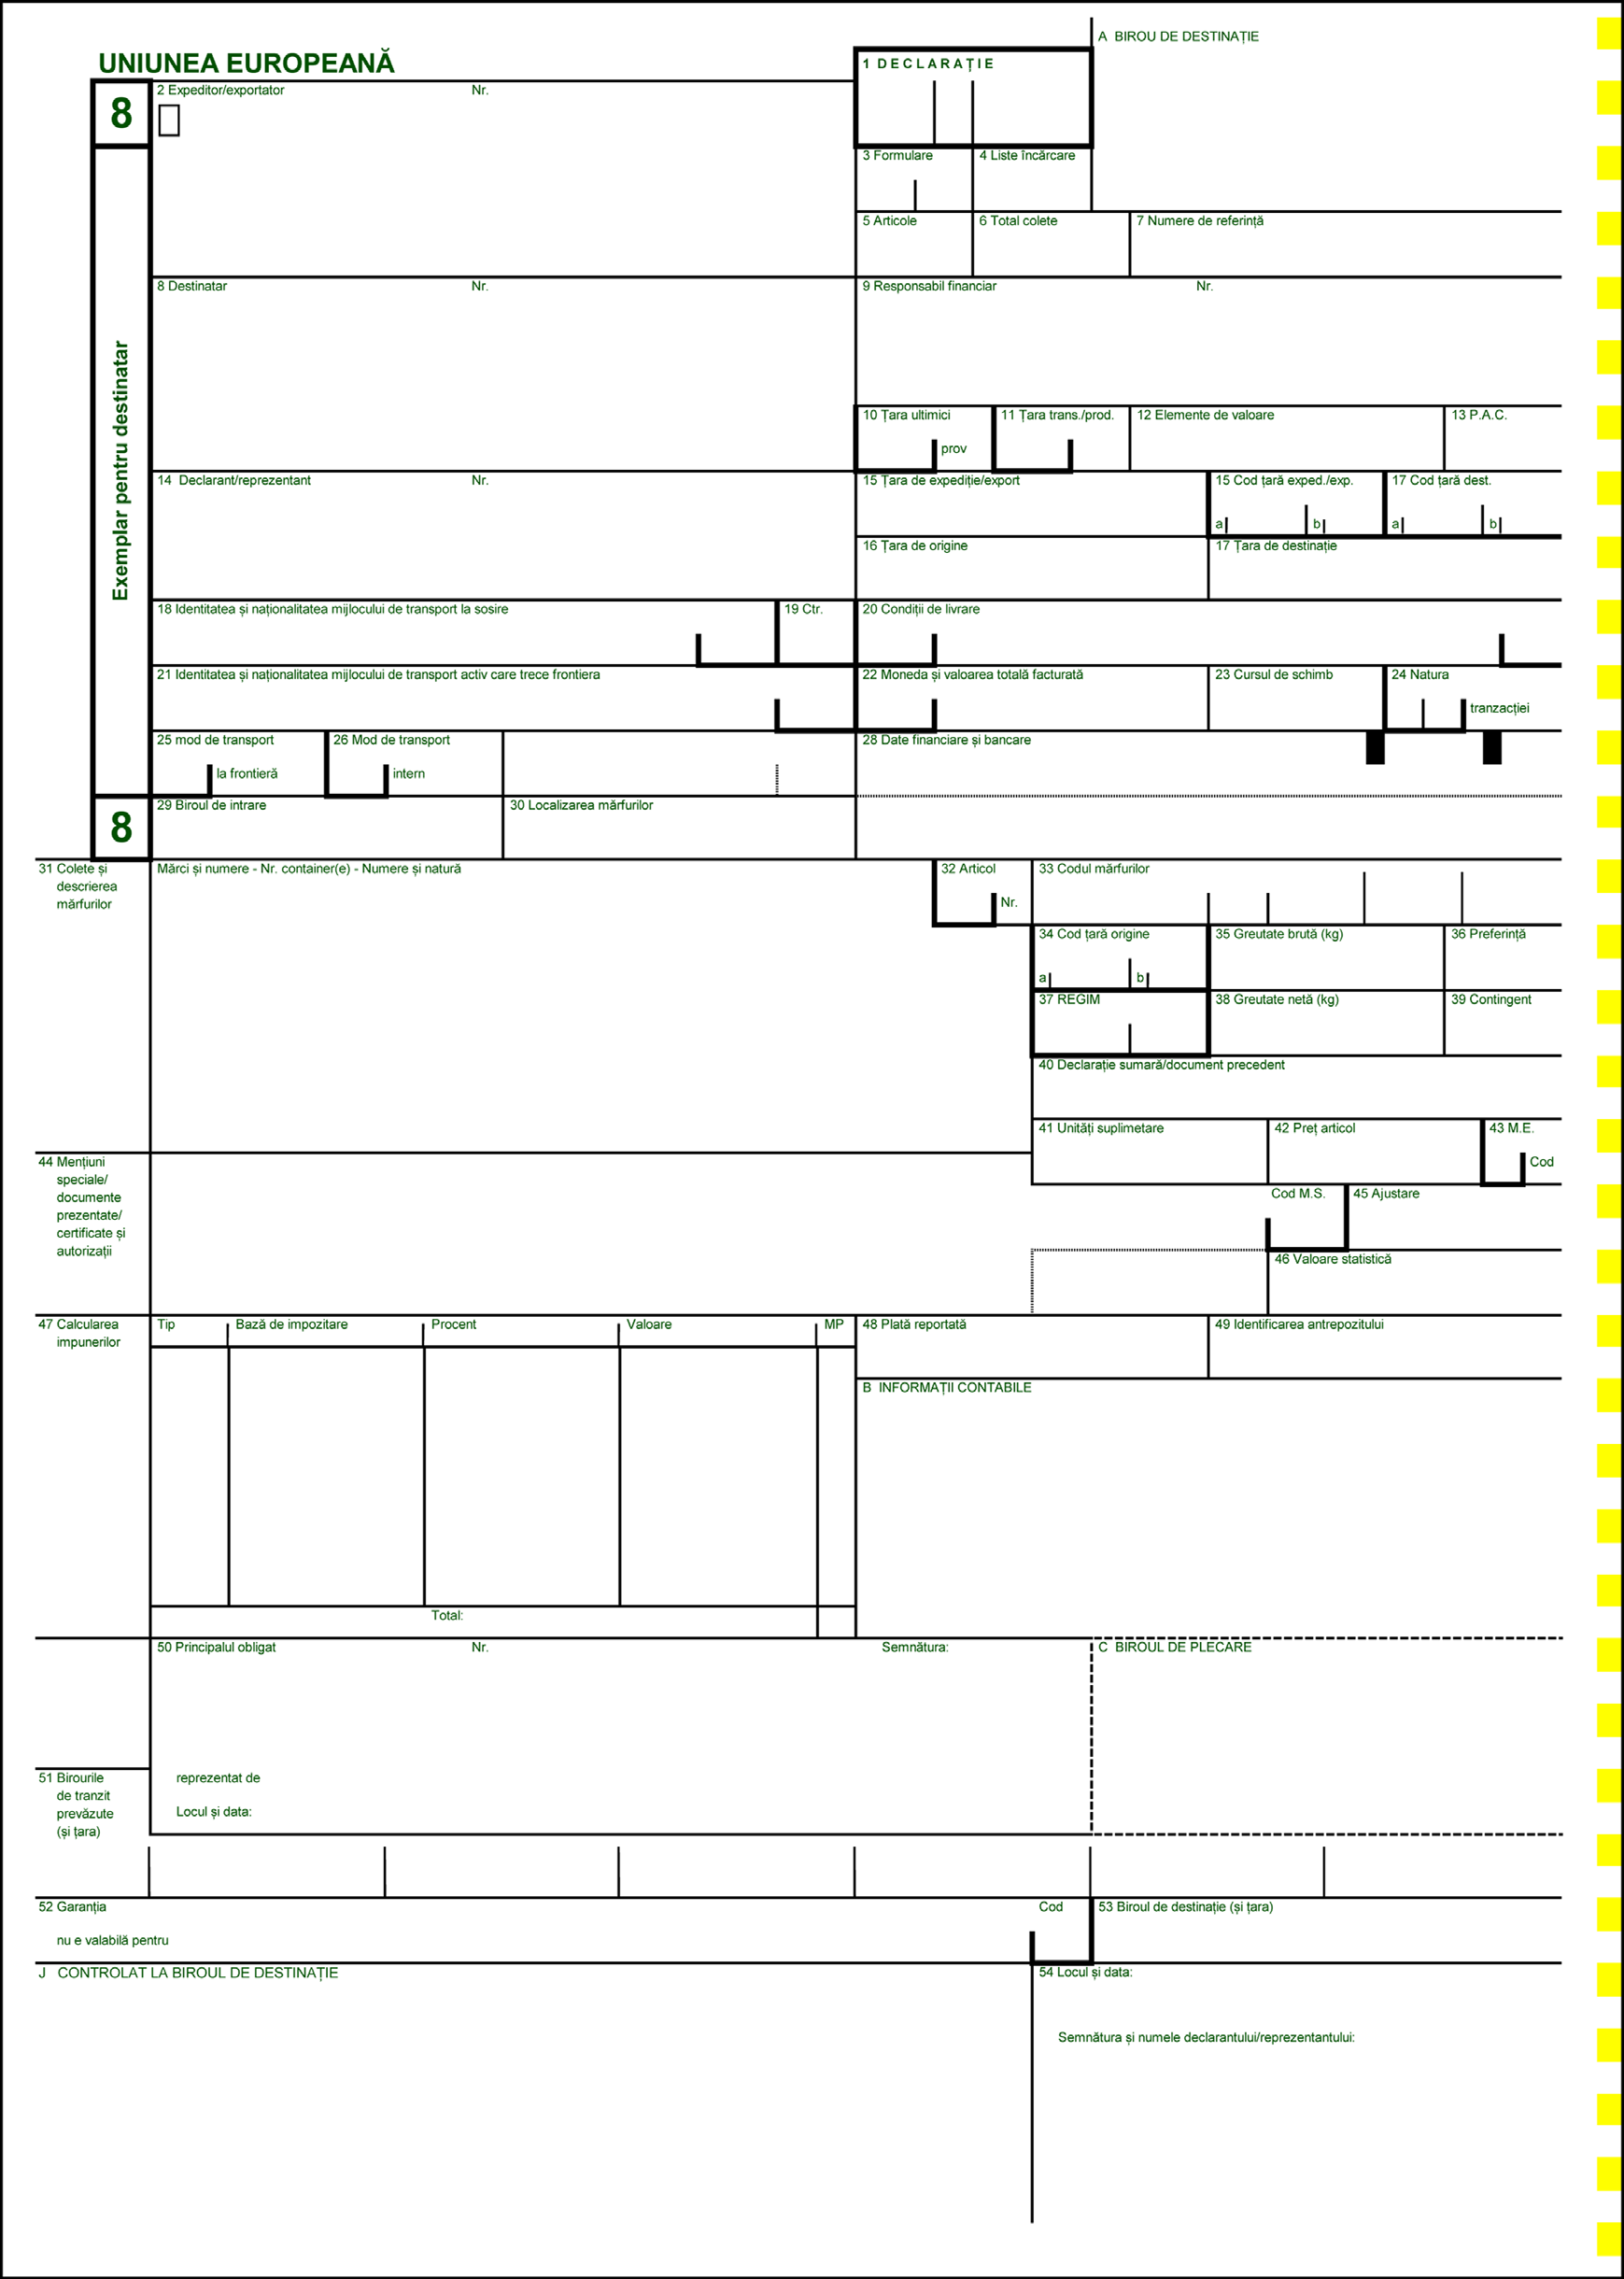 A BIROU DE DESTINAȚIE
UNIUNEA EUROPEANĂ
1 DECLARAȚIE
8
2 Expeditor/exportator Nr.
3 Formulare 4 Liste încărcare
5 Articole 6 Total colete 7 Numere de referință
8 Destinatar Nr. 9 Responsabil financiar Nr.
Exemplar pentru destinatar
10 Țara ultimici 11 Țara trans./prod. 12 Elemente de valoare 13 P.A.C.
prov
14 Declarant/reprezentant Nr. 15 Țara de expediție/export 15 Cod țară exped./exp. 17 Cod țară dest.
a b a b
16 Țara de origine 17 Țara de destinație
18 Identitatea și naționalitatea mijlocului de transport la sosire 19 Ctr. 20 Condiții de livrare
21 Identitatea și naționalitatea mijlocului de transport activ care trece frontiera 22 Moneda și valoarea totală facturată 23 Cursul de schimb 24 Natura
tranzacției
25 mod de transport 26 Mod de transport 28 Date financiare și bancare
la frontieră intern
8
29 Biroul de intrare 30 Localizarea mărfurilor
31 Colete și Mărci și numere - Nr. container(e) - Numere și natură 32 Articol 33 Codul mărfurilor
descrierea
mărfurilor Nr.
34 Cod țară origine 35 Greutate brută (kg) 36 Preferință
a b
37 REGIM 38 Greutate netă (kg) 39 Contingent
40 Declarație sumară/document precedent
41 Unități suplimetare 42 Preț articol 43 M.E.
Cod
44 Mențiuni
speciale/
documente
prezentate/
certificate și
autorizații
Cod M.S. 45 Ajustare
46 Valoare statistică
47 Calcularea Tip Bază de impozitare Procent Valoare MP 48 Plată reportată 49 Identificarea antrepozitului
impunerilor
B INFORMAȚII CONTABILE
Total:
50 Principalul obligat Nr. Semnătura: C BIROUL DE PLECARE
51 Birourile reprezentat de
de tranzit
prevăzute Locul și data:
(și țara)
52 Garanția Cod 53 Biroul de destinație (și țara)
nu e valabilă pentru
J CONTROLAT LA BIROUL DE DESTINAȚIE 54 Locul și data:
Semnătura și numele declarantului/reprezentantului: